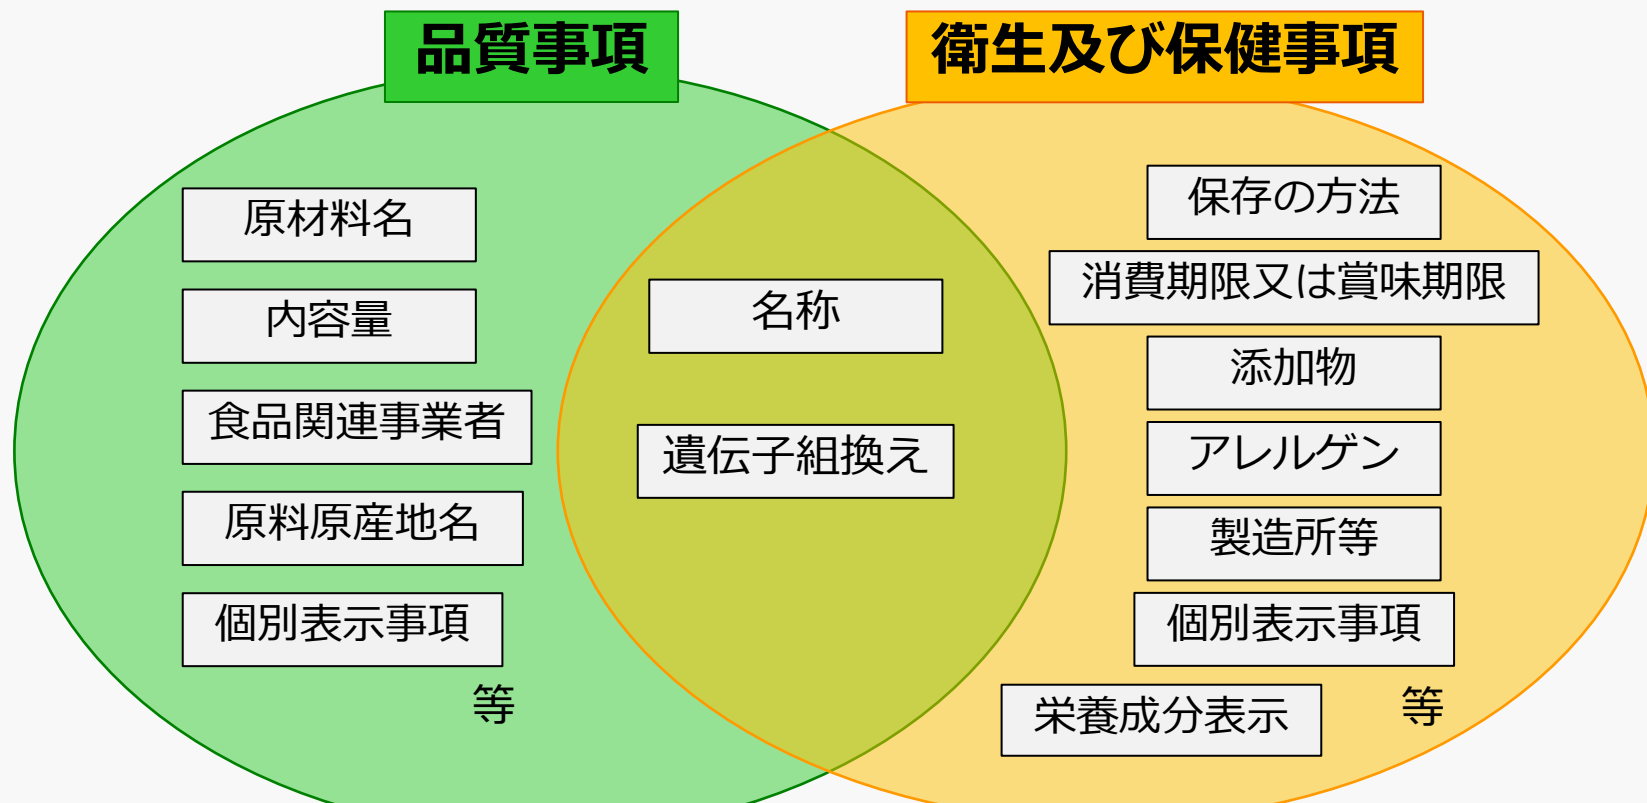 品質事項
衛生及び保健事項
原材料名
内容量
食品関連事業者
原料原産地名
個別表示事項
等
名称
遺伝子組換え
保存の方法
消費期限又は賞味期限
添加物
アレルゲン
製造所等
個別表示事項
栄養成分表示
等